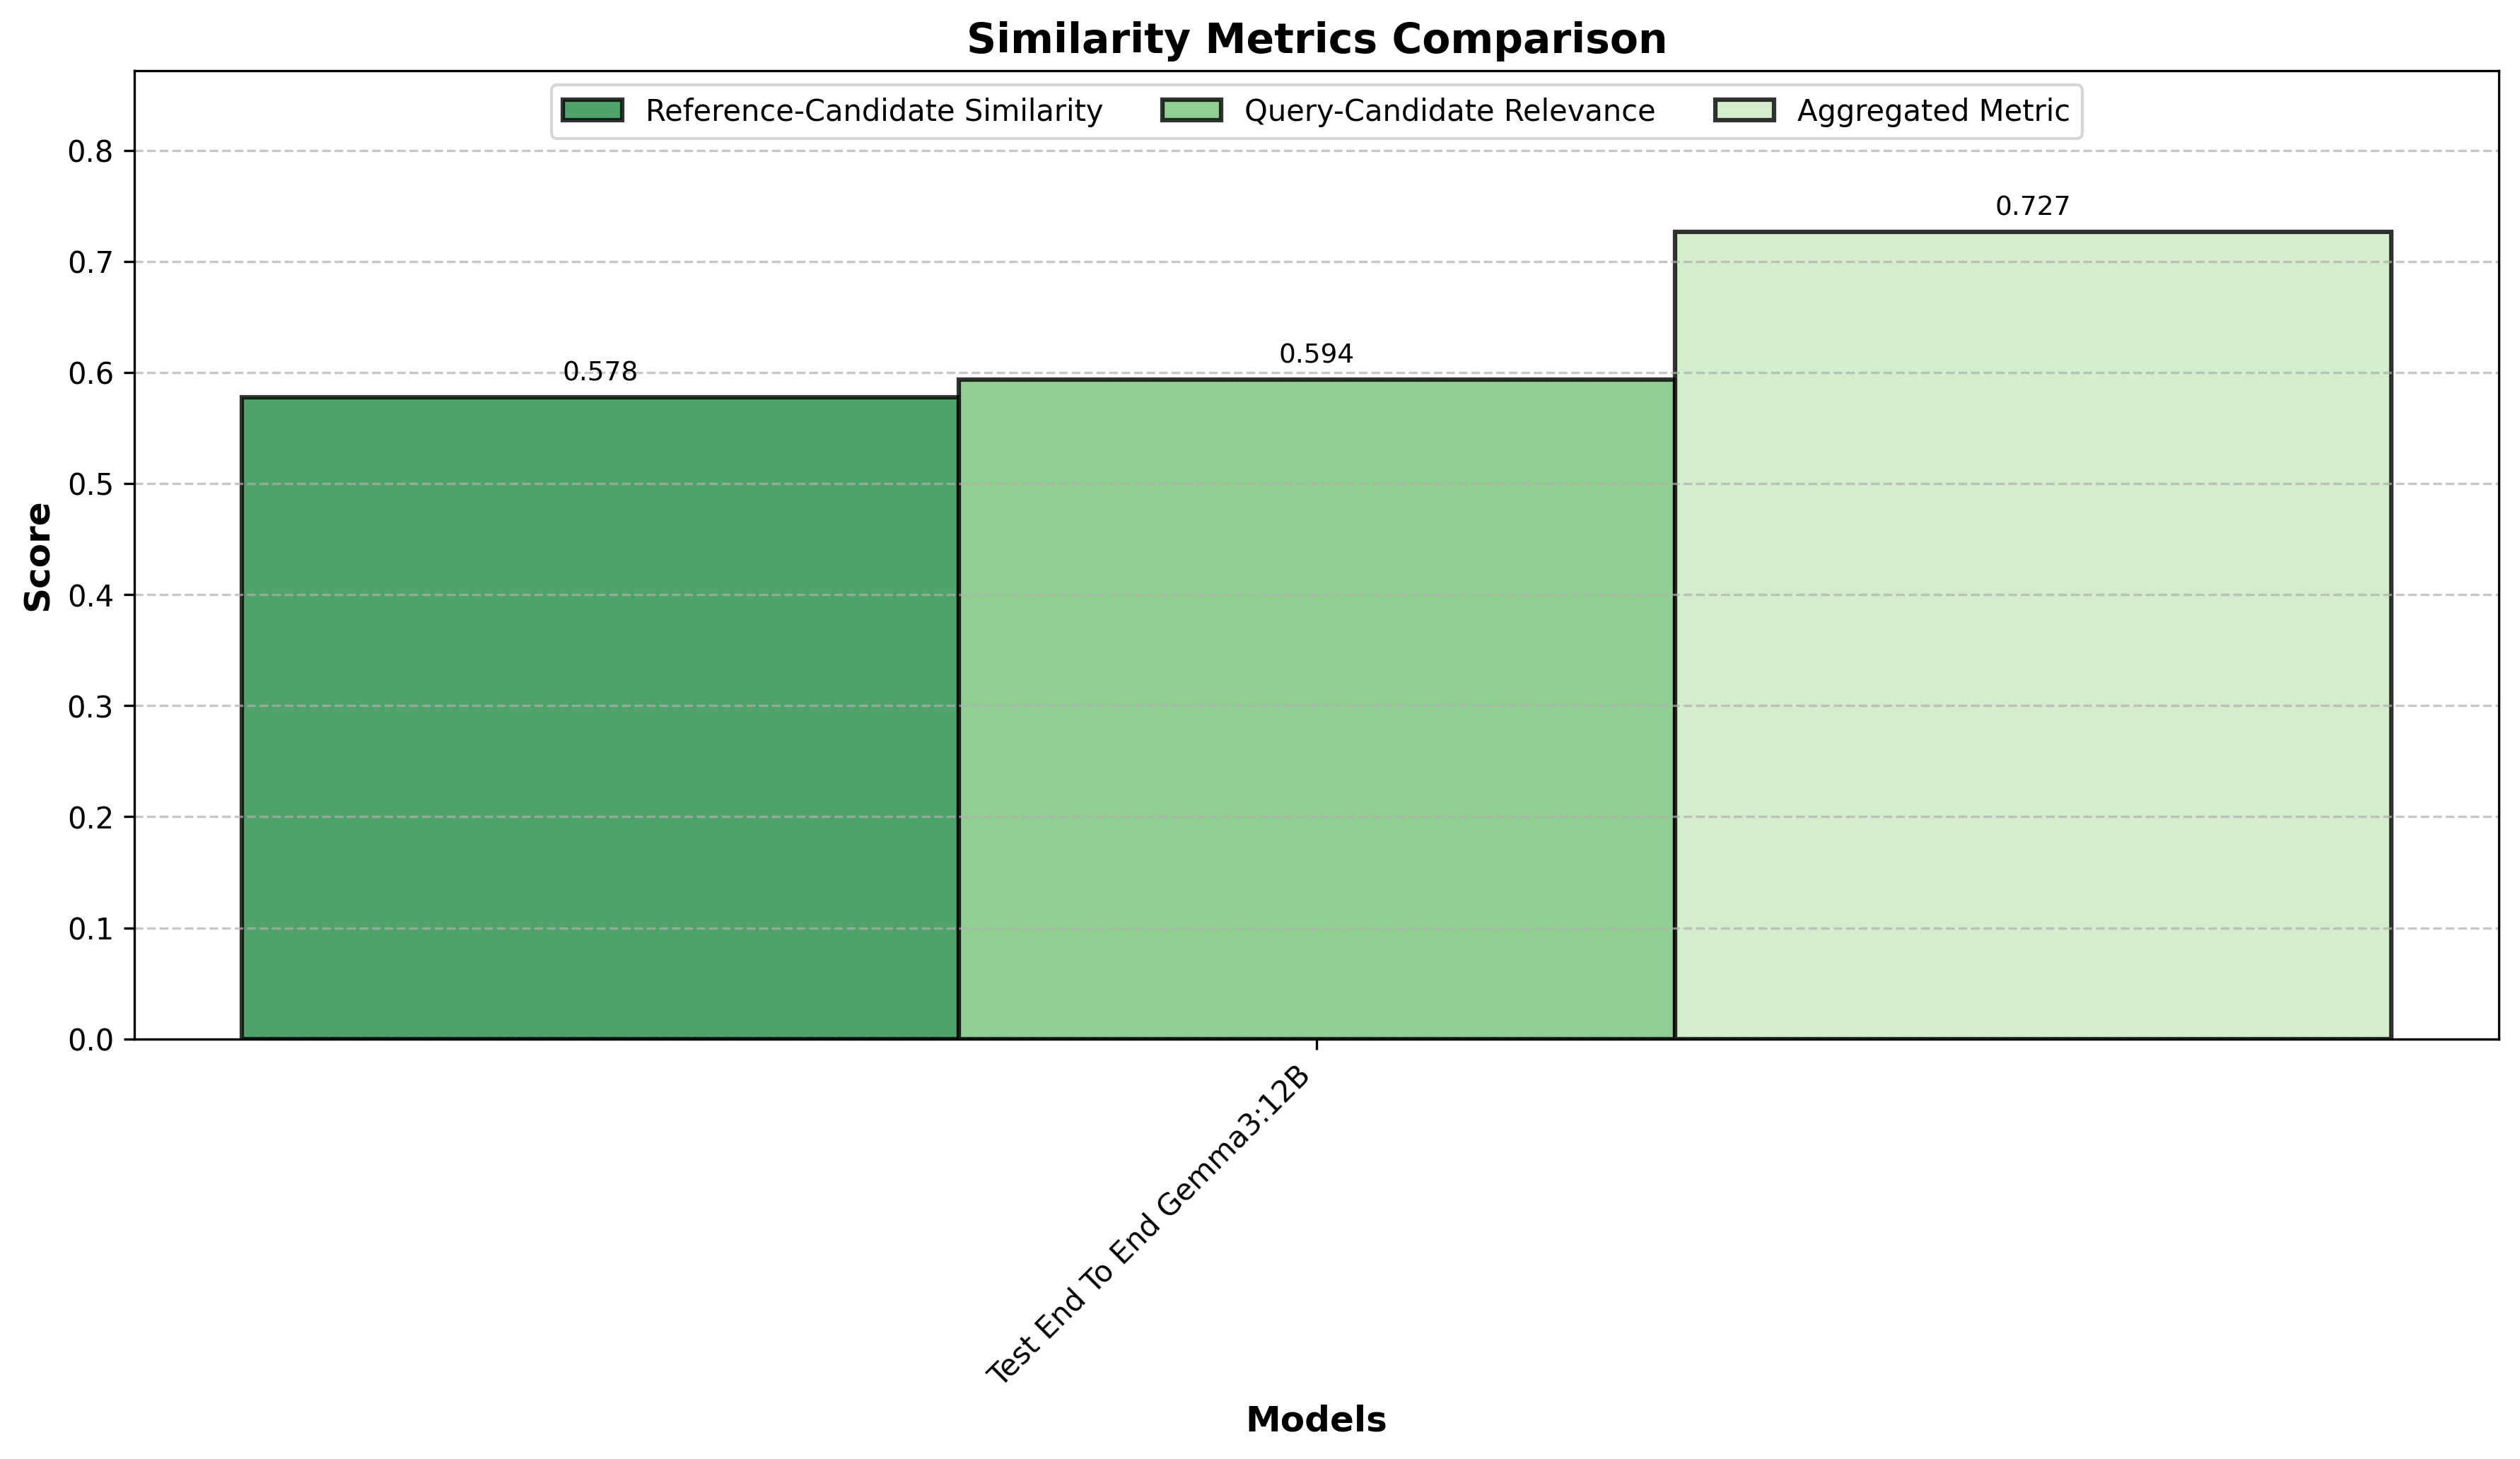 Similarity Metrics Comparison
Reference-Candidate Similarity
Query-Candidate Relevance
Aggregated Metric
0.8
0.7
0.6
0.5
0.4
0.3
0.2
0.1
0.0
Score
0.578
0.594
0.727
Test End To End Gemma3:12B
Models